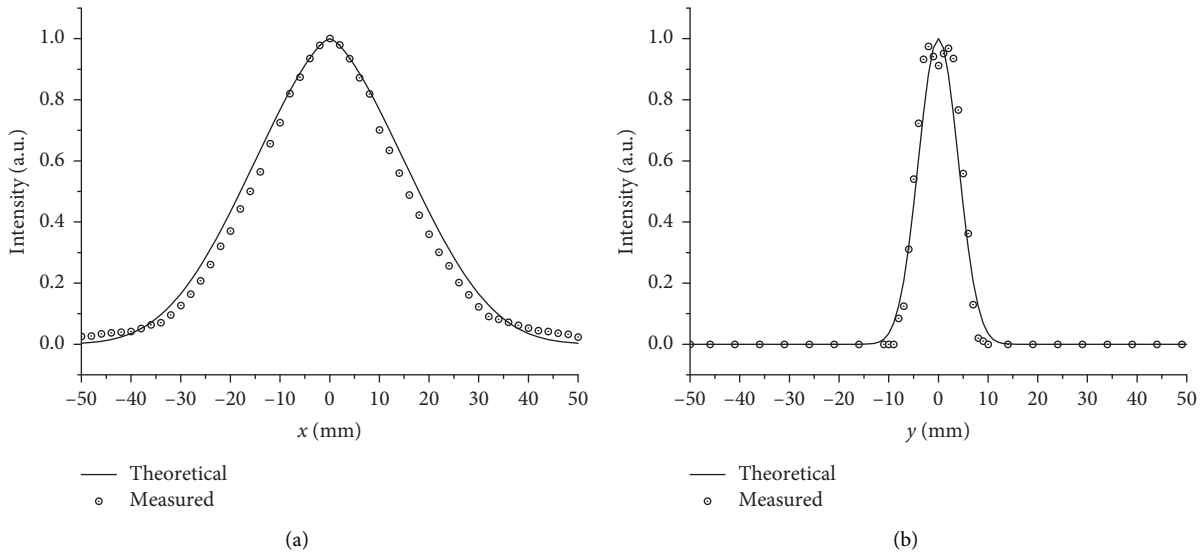 1.0
0.8
0.6
0.4
0.2
0.0
Intensity (a.u.)
–50 –40 –30 –20 –10 0 10 20 30 40 50
x (mm)
Theoretical
Measured
(a)
1.0
0.8
0.6
0.4
0.2
0.0
Intensity (a.u.)
–50 –40 –30 –20 –10 0 10 20 30 40 50
y (mm)
Theoretical
Measured
(b)